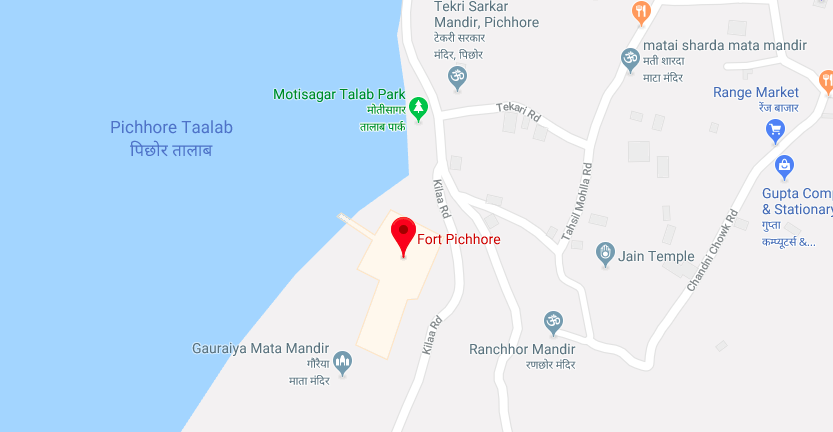 Tekri Sarkar
Mandir, Pichhore
टेकरी सरकार
मंदिर, पिछोर
matai sharda mata mandir
मती शारदा
माटा मंदिर
Motisagar Talab Park
मोतीसागर
तालाब पार्क
Range Market
रेंज बाजार
Tekari Rd
Pichhore Taalab
पिछोर तालाब
Gupta Comp
& Stationary
गुप्ता
कम्प्यूटर्स &...
Kilaa Rd
Tahsil Mohlla Rd
Fort Pichhore
Jain Temple
Chandni Chowk Rd
Kilaa Rd
Gauraiya Mata Mandir
गौरैया
माता मंदिर
Ranchhor Mandir
रणछोर मंदिर